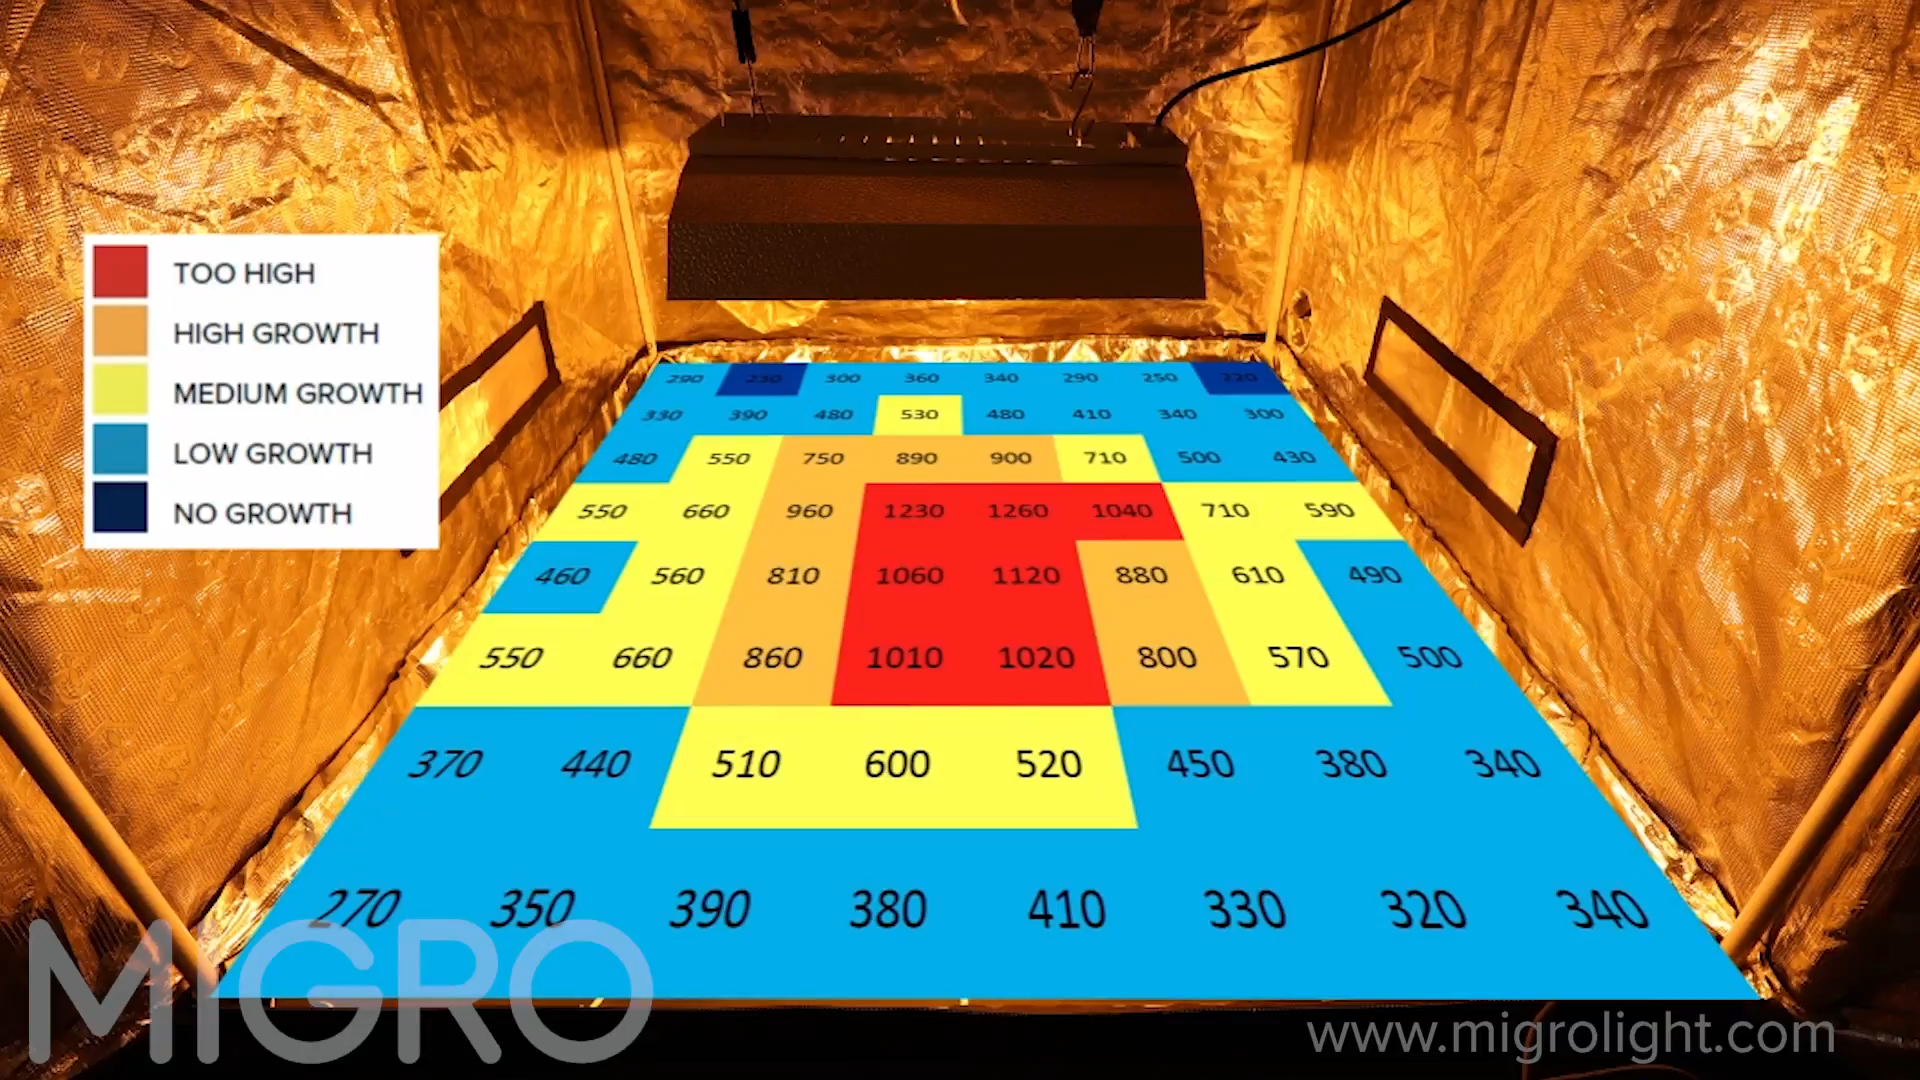 TOO HIGH
HIGH GROWTH
MEDIUM GROWTH
LOW GROWTH
NO GROWTH
290 230 300 360 340 290 250 220
330 390 480 530 480 410 340 300
480 550 750 890 900 710 500 430
550 660 960 1230 1260 1040 710 590
460 560 810 1060 1120 880 610 490
550 660 860 1010 1020 800 570 500
370 440 510 600 520 450 380 340
270 350 390 380 410 330 320 340
MIGRO
www.migrolight.com